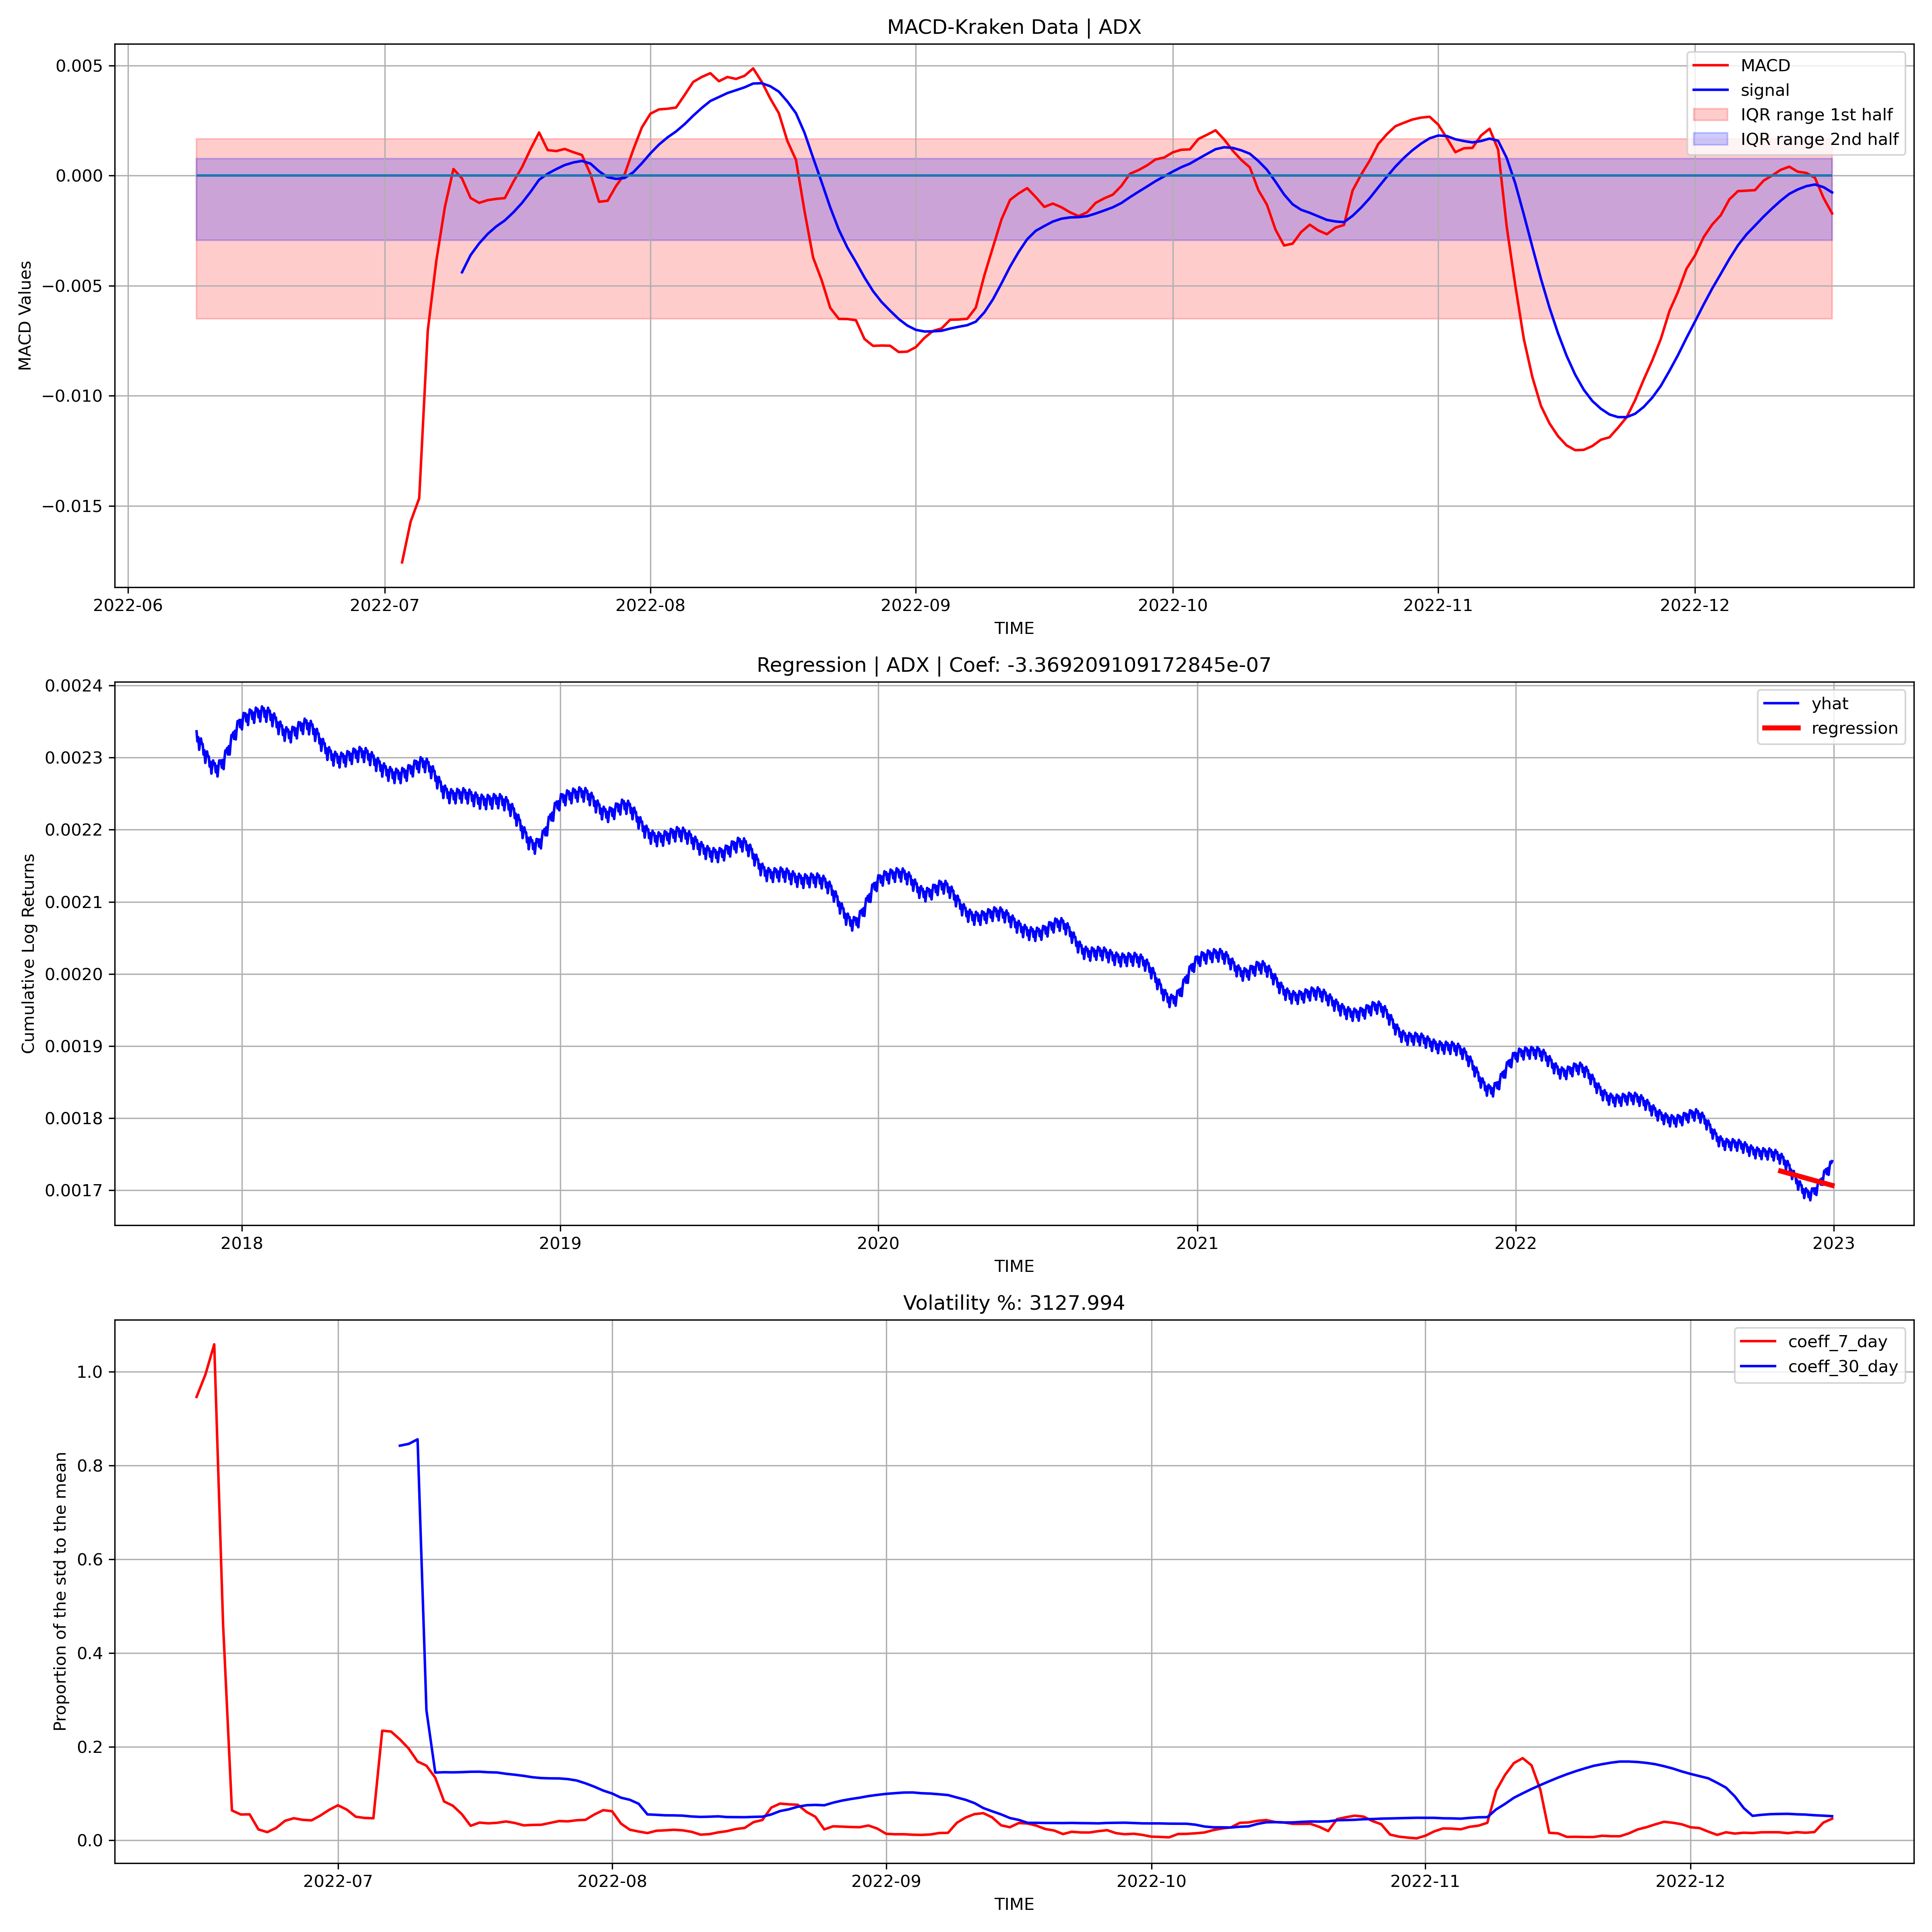 MACD-Kraken Data | ADX
MACD Values
0.005
0.000
−0.005
−0.010
−0.015
MACD
signal
IQR range 1st half
IQR range 2nd half
2022-06 2022-07 2022-08 2022-09 2022-10 2022-11 2022-12
TIME
Regression | ADX | Coef: -3.369209109172845e-07
Cumulative Log Returns
0.0024
0.0023
0.0022
0.0021
0.0020
0.0019
0.0018
0.0017
yhat
regression
2018 2019 2020 2021 2022 2023
TIME
Volatility %: 3127.994
Proportion of the std to the mean
1.0
0.8
0.6
0.4
0.2
0.0
coeff_7_day
coeff_30_day
2022-07 2022-08 2022-09 2022-10 2022-11 2022-12
TIME